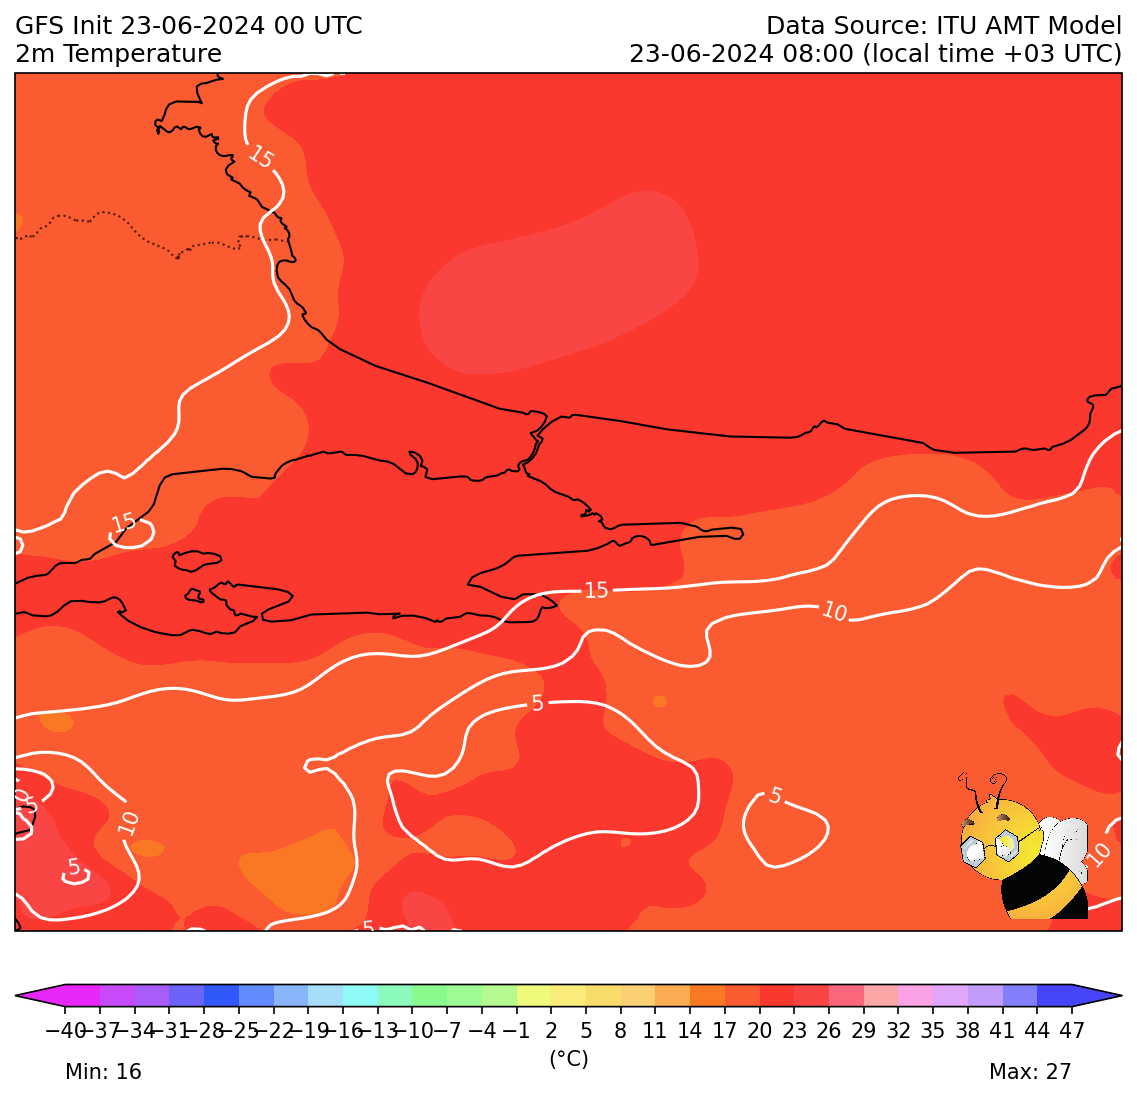 GFS Init 23-06-2024 00 UTC
Data Source: ITU AMT Model
2m Temperature
23-06-2024 08:00 (local time +03 UTC)
15
15
15
10
5
5
10
5
5
10
5
−40 −37 −34 −31 −28 −25 −22 −19 −16 −13 −10 −7 −4 −1 2 5 8 11 14 17 20 23 26 29 32 35 38 41 44 47
(°C)
Min: 16
Max: 27